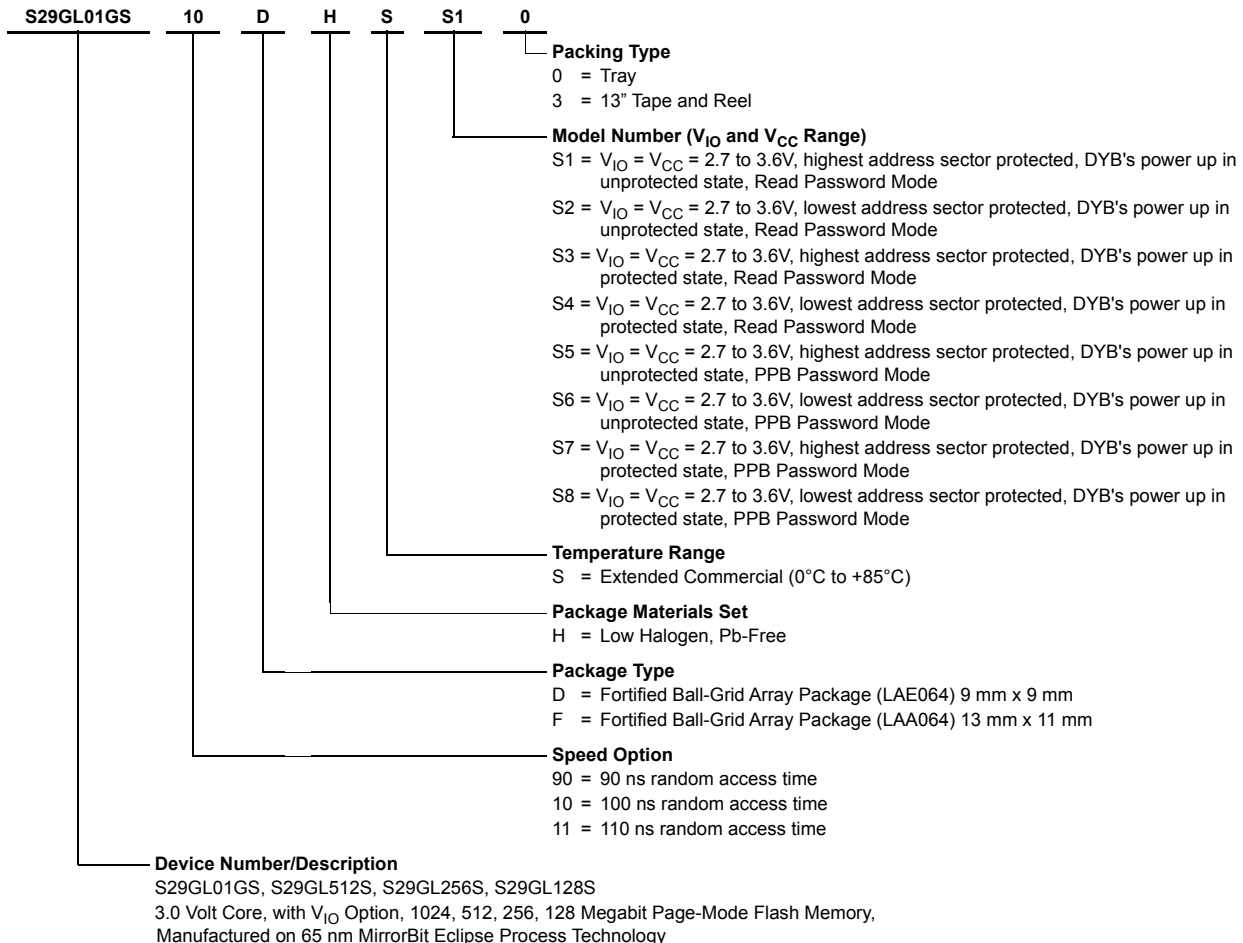 S29GL01GS 10 D H S S1 0
Packing Type
0 = Tray
3 = 13” Tape and Reel
Model Number (VIO and VCC Range)
S1 = VIO = VCC = 2.7 to 3.6V, highest address sector protected, DYB's power up in
unprotected state, Read Password Mode
S2 = VIO = VCC = 2.7 to 3.6V, lowest address sector protected, DYB's power up in
unprotected state, Read Password Mode
S3 = VIO = VCC = 2.7 to 3.6V, highest address sector protected, DYB's power up in
protected state, Read Password Mode
S4 = VIO = VCC = 2.7 to 3.6V, lowest address sector protected, DYB's power up in
protected state, Read Password Mode
S5 = VIO = VCC = 2.7 to 3.6V, highest address sector protected, DYB's power up in
unprotected state, PPB Password Mode
S6 = VIO = VCC = 2.7 to 3.6V, lowest address sector protected, DYB's power up in
unprotected state, PPB Password Mode
S7 = VIO = VCC = 2.7 to 3.6V, highest address sector protected, DYB's power up in
protected state, PPB Password Mode
S8 = VIO = VCC = 2.7 to 3.6V, lowest address sector protected, DYB's power up in
protected state, PPB Password Mode
Temperature Range
S = Extended Commercial (0°C to +85°C)
Package Materials Set
H = Low Halogen, Pb-Free
Package Type
D = Fortified Ball-Grid Array Package (LAE064) 9 mm x 9 mm
F = Fortified Ball-Grid Array Package (LAA064) 13 mm x 11 mm
Speed Option
90 = 90 ns random access time
10 = 100 ns random access time
11 = 110 ns random access time
Device Number/Description
S29GL01GS, S29GL512S, S29GL256S, S29GL128S
3.0 Volt Core, with VIO Option, 1024, 512, 256, 128 Megabit Page-Mode Flash Memory,
Manufactured on 65 nm MirrorBit Eclipse Process Technology